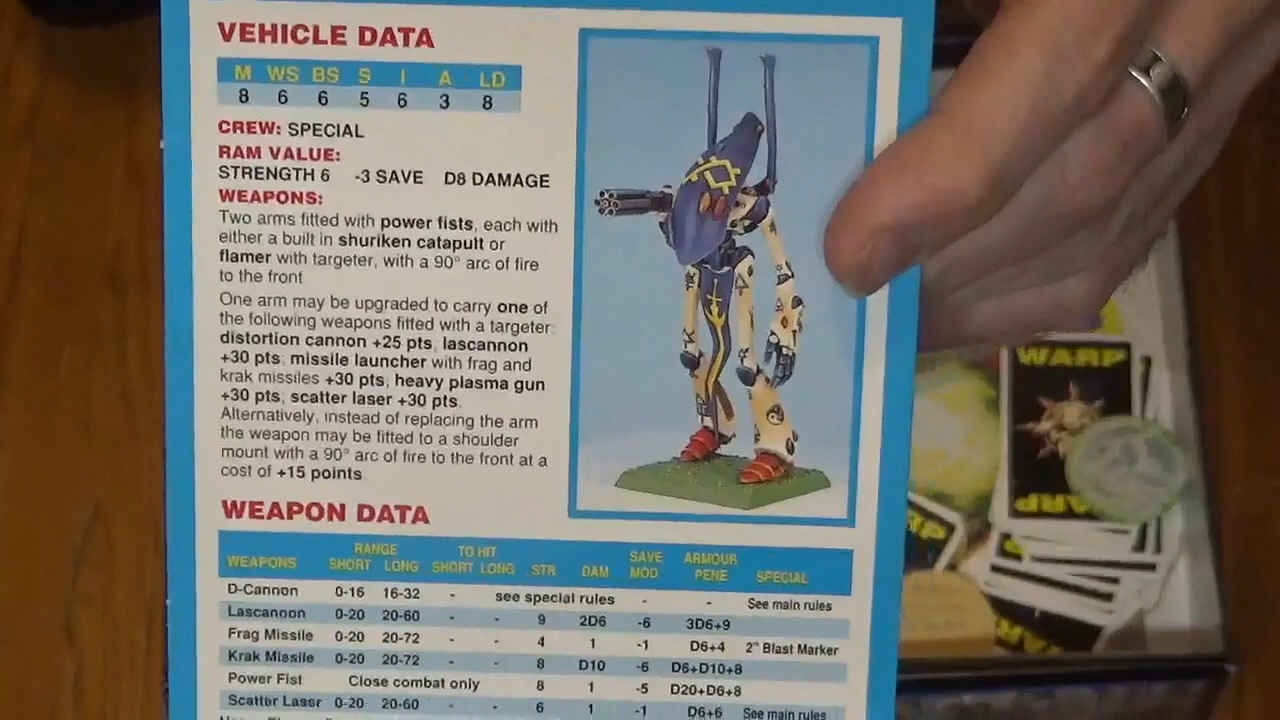 VEHICLE DATA
M WS BS S I A LD
8 6 6 5 6 3 8
CREW: SPECIAL
RAM VALUE:
STRENGTH 6 -3 SAVE D8 DAMAGE
WEAPONS:
Two arms fitted with power fists, each with
either a built in shuriken catapult or
flamer with targeter, with a 90° arc of fire
to the front
One arm may be upgraded to carry one of
the following weapons fitted with a targeter:
distortion cannon +25 pts, lascannon
+30 pts; missile launcher with frag and
krak missiles +30 pts, heavy plasma gun
+30 pts; scatter laser +30 pts.
Alternatively, instead of replacing the arm
the weapon may be fitted to a shoulder
mount with a 90° arc of fire to the front at a
cost of +15 points
WEAPON DATA
WEAPONS RANGE SHORT LONG TO HIT SHORT LONG STR DAM SAVE MOD ARMOUR PENE SPECIAL
D-Cannon 0-16 16-32 - see special rules - - See main rules
Lascannon 0-20 20-60 - - 9 2D6 -6 3D6+9
Frag Missile 0-20 20-72 - - 4 1 -1 D6+4 2" Blast Marker
Krak Missile 0-20 20-72 - - 8 D10 -6 D6+D10+8
Power Fist Close combat only 8 1 -5 D20+D6+8
Scatter Laser 0-20 20-60 - - 6 1 -1 D6+6 See main rules
WARP